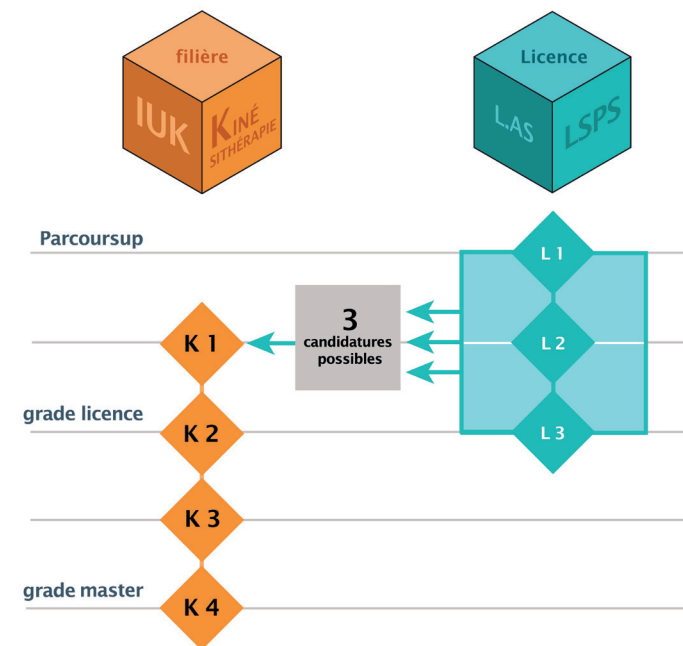 filière
IUK
KINÉ
SITHÉRAPIE
Licence
L.AS
LSPS
Parcoursup
L 1
3
candidatures
possibles
K 1
L 2
grade licence
K 2
L 3
K 3
grade master
K 4